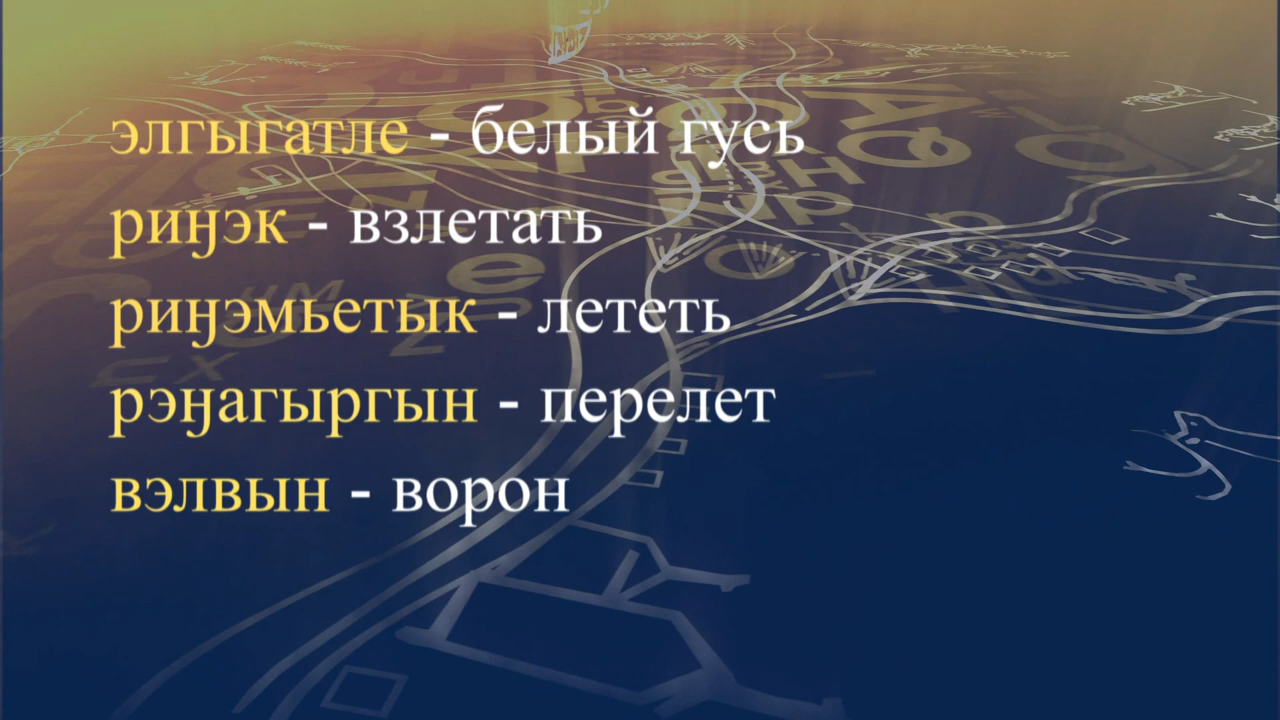 элгыгатле - белый гусь
риӈэк - взлетать
риӈэмьетык - лететь
рэӈагыргын - перелет
вэлвын - ворон